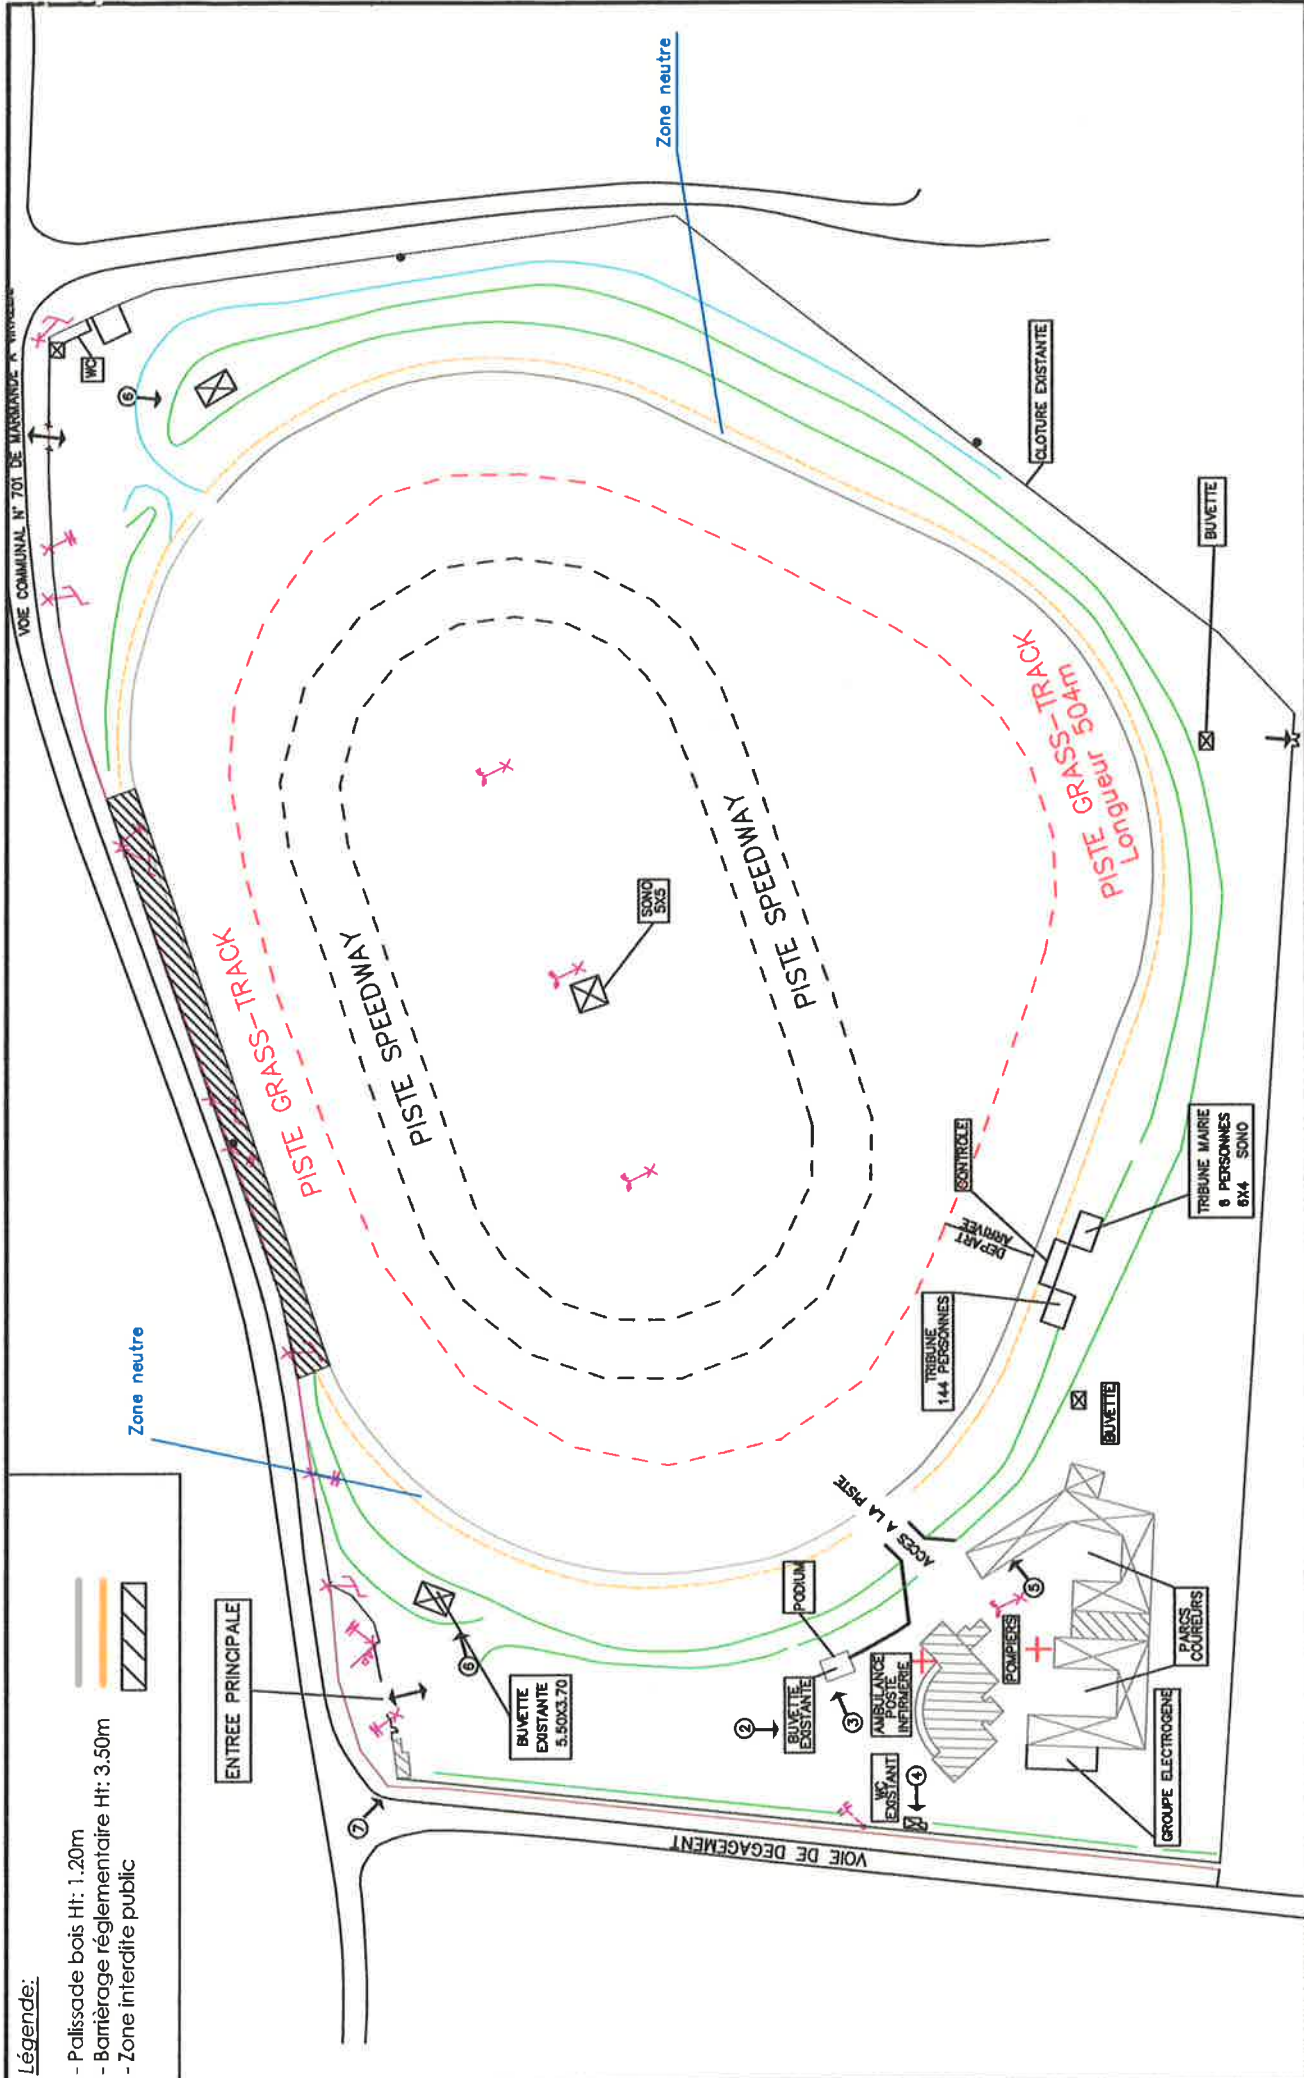 Légende:
- Palissade bois Ht: 1.20m
- Barrièrage réglementaire Ht: 3.50m
- Zone interdite public
VOIE COMMUNAL N° 701 DE MARMANDE A
Zone neutre
Zone neutre
WC
6
CLOTURE EXISTANTE
BUVETTE
PISTE GRASS-TRACK
PISTE SPEEDWAY
SONO
5X5
PISTE SPEEDWAY
PISTE GRASS-TRACK
Longueur 504m
CONTROLE
DEPART
ARRIVEE
TRIBUNE MAIRIE
6X4 SONO
TRIBUNE
144 PERSONNES
BUVETTE
ACCES A LA PISTE
ENTREE PRINCIPALE
7
6
BUVETTE
EXISTANTE
5.50X3.70
2
BUVETTE
EXISTANTE
PODIUM
3
AMBULANCE
POSTE
INFIRMERIE
WC
EXISTANT
4
POMPIERS
5
PARCS
COUREURS
GROUPE ELECTROGENE
VOIE DE DEGAGEMENT